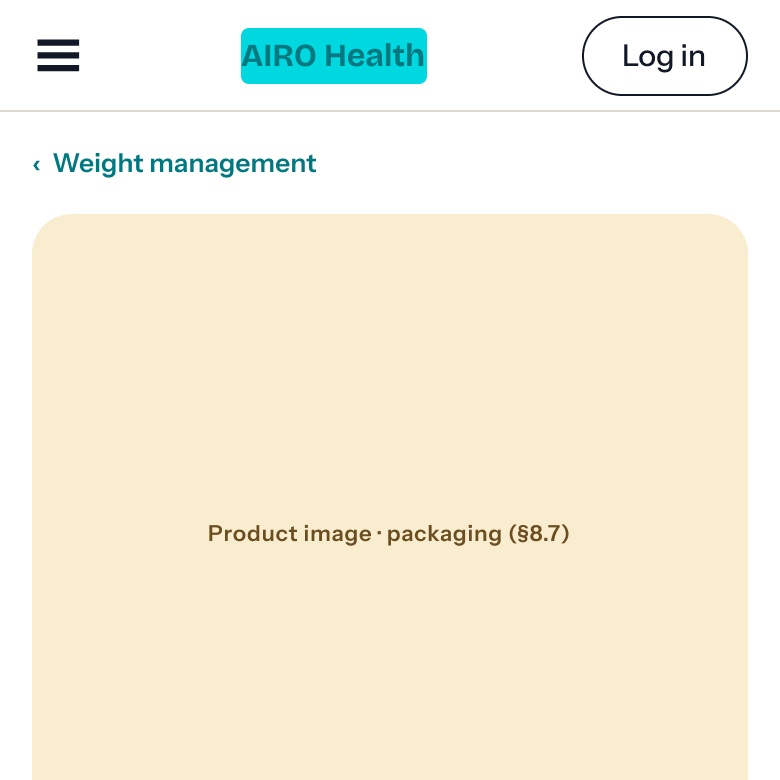 AIRO Health
Log in
‹ Weight management
Product image · packaging (§8.7)